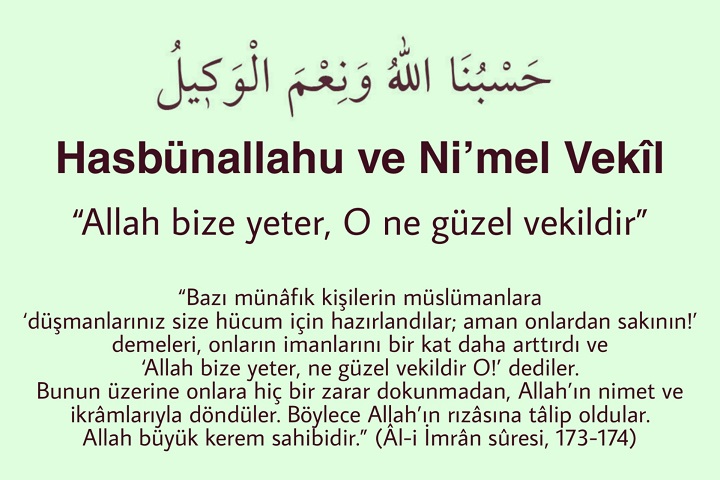 حَسْبُنَا اللهُ وَنِعْمَ الْوَكِيلُ
Hasbünallahu ve Ni’mel Vekîl
“Allah bize yeter, O ne güzel vekildir”
“Bazı münâfık kişilerin müslümanlara
‘düşmanlarınız size hücum için hazırlandılar; aman onlardan sakının!’
demeleri, onların imanlarını bir kat daha arttırdı ve
‘Allah bize yeter, ne güzel vekildir O!’ dediler.
Bunun üzerine onlara hiç bir zarar dokunmadan, Allah’ın nimet ve
ikrâmlarıyla döndüler. Böylece Allah’ın rızâsına tâlip oldular.
Allah büyük kerem sahibidir.” (Âl-i İmrân sûresi, 173-174)